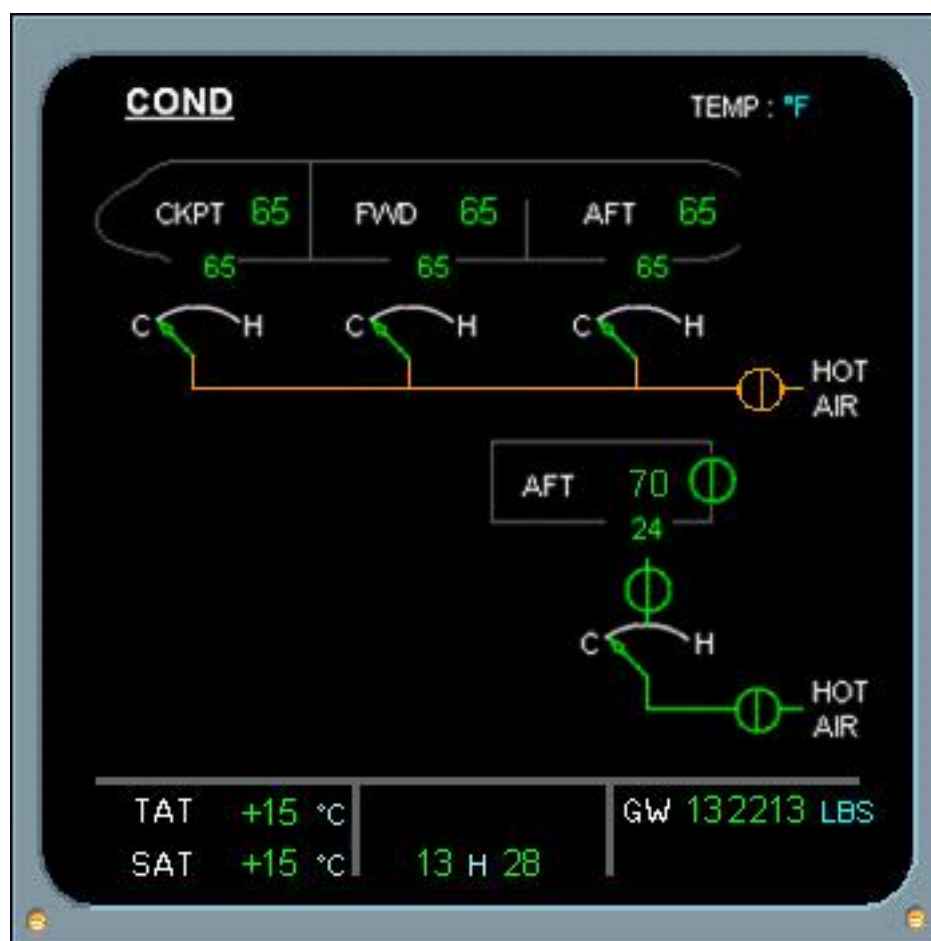 COND TEMP : °F
CKPT 65 FWD 65 AFT 65
65 65 65
C H C H C H
HOT
AIR
AFT 70
24
C H
HOT
AIR
TAT +15 °C GW 132213 LBS
SAT +15 °C 13 H 28